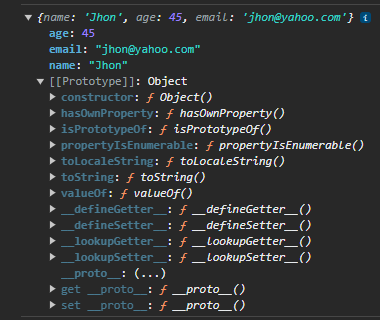 ▼ {name: 'Jhon', age: 45, email: 'jhon@yahoo.com'} i
age: 45
email: "jhon@yahoo.com"
name: "Jhon"
▼ [[Prototype]]: Object
▶ constructor: ƒ Object()
▶ hasOwnProperty: ƒ hasOwnProperty()
▶ isPrototypeOf: ƒ isPrototypeOf()
▶ propertyIsEnumerable: ƒ propertyIsEnumerable()
▶ toLocaleString: ƒ toLocaleString()
▶ toString: ƒ toString()
▶ valueOf: ƒ valueOf()
▶ __defineGetter__: ƒ __defineGetter__()
▶ __defineSetter__: ƒ __defineSetter__()
▶ __lookupGetter__: ƒ __lookupGetter__()
▶ __lookupSetter__: ƒ __lookupSetter__()
__proto__: (...)
▶ get __proto__: ƒ __proto__()
▶ set __proto__: ƒ __proto__()